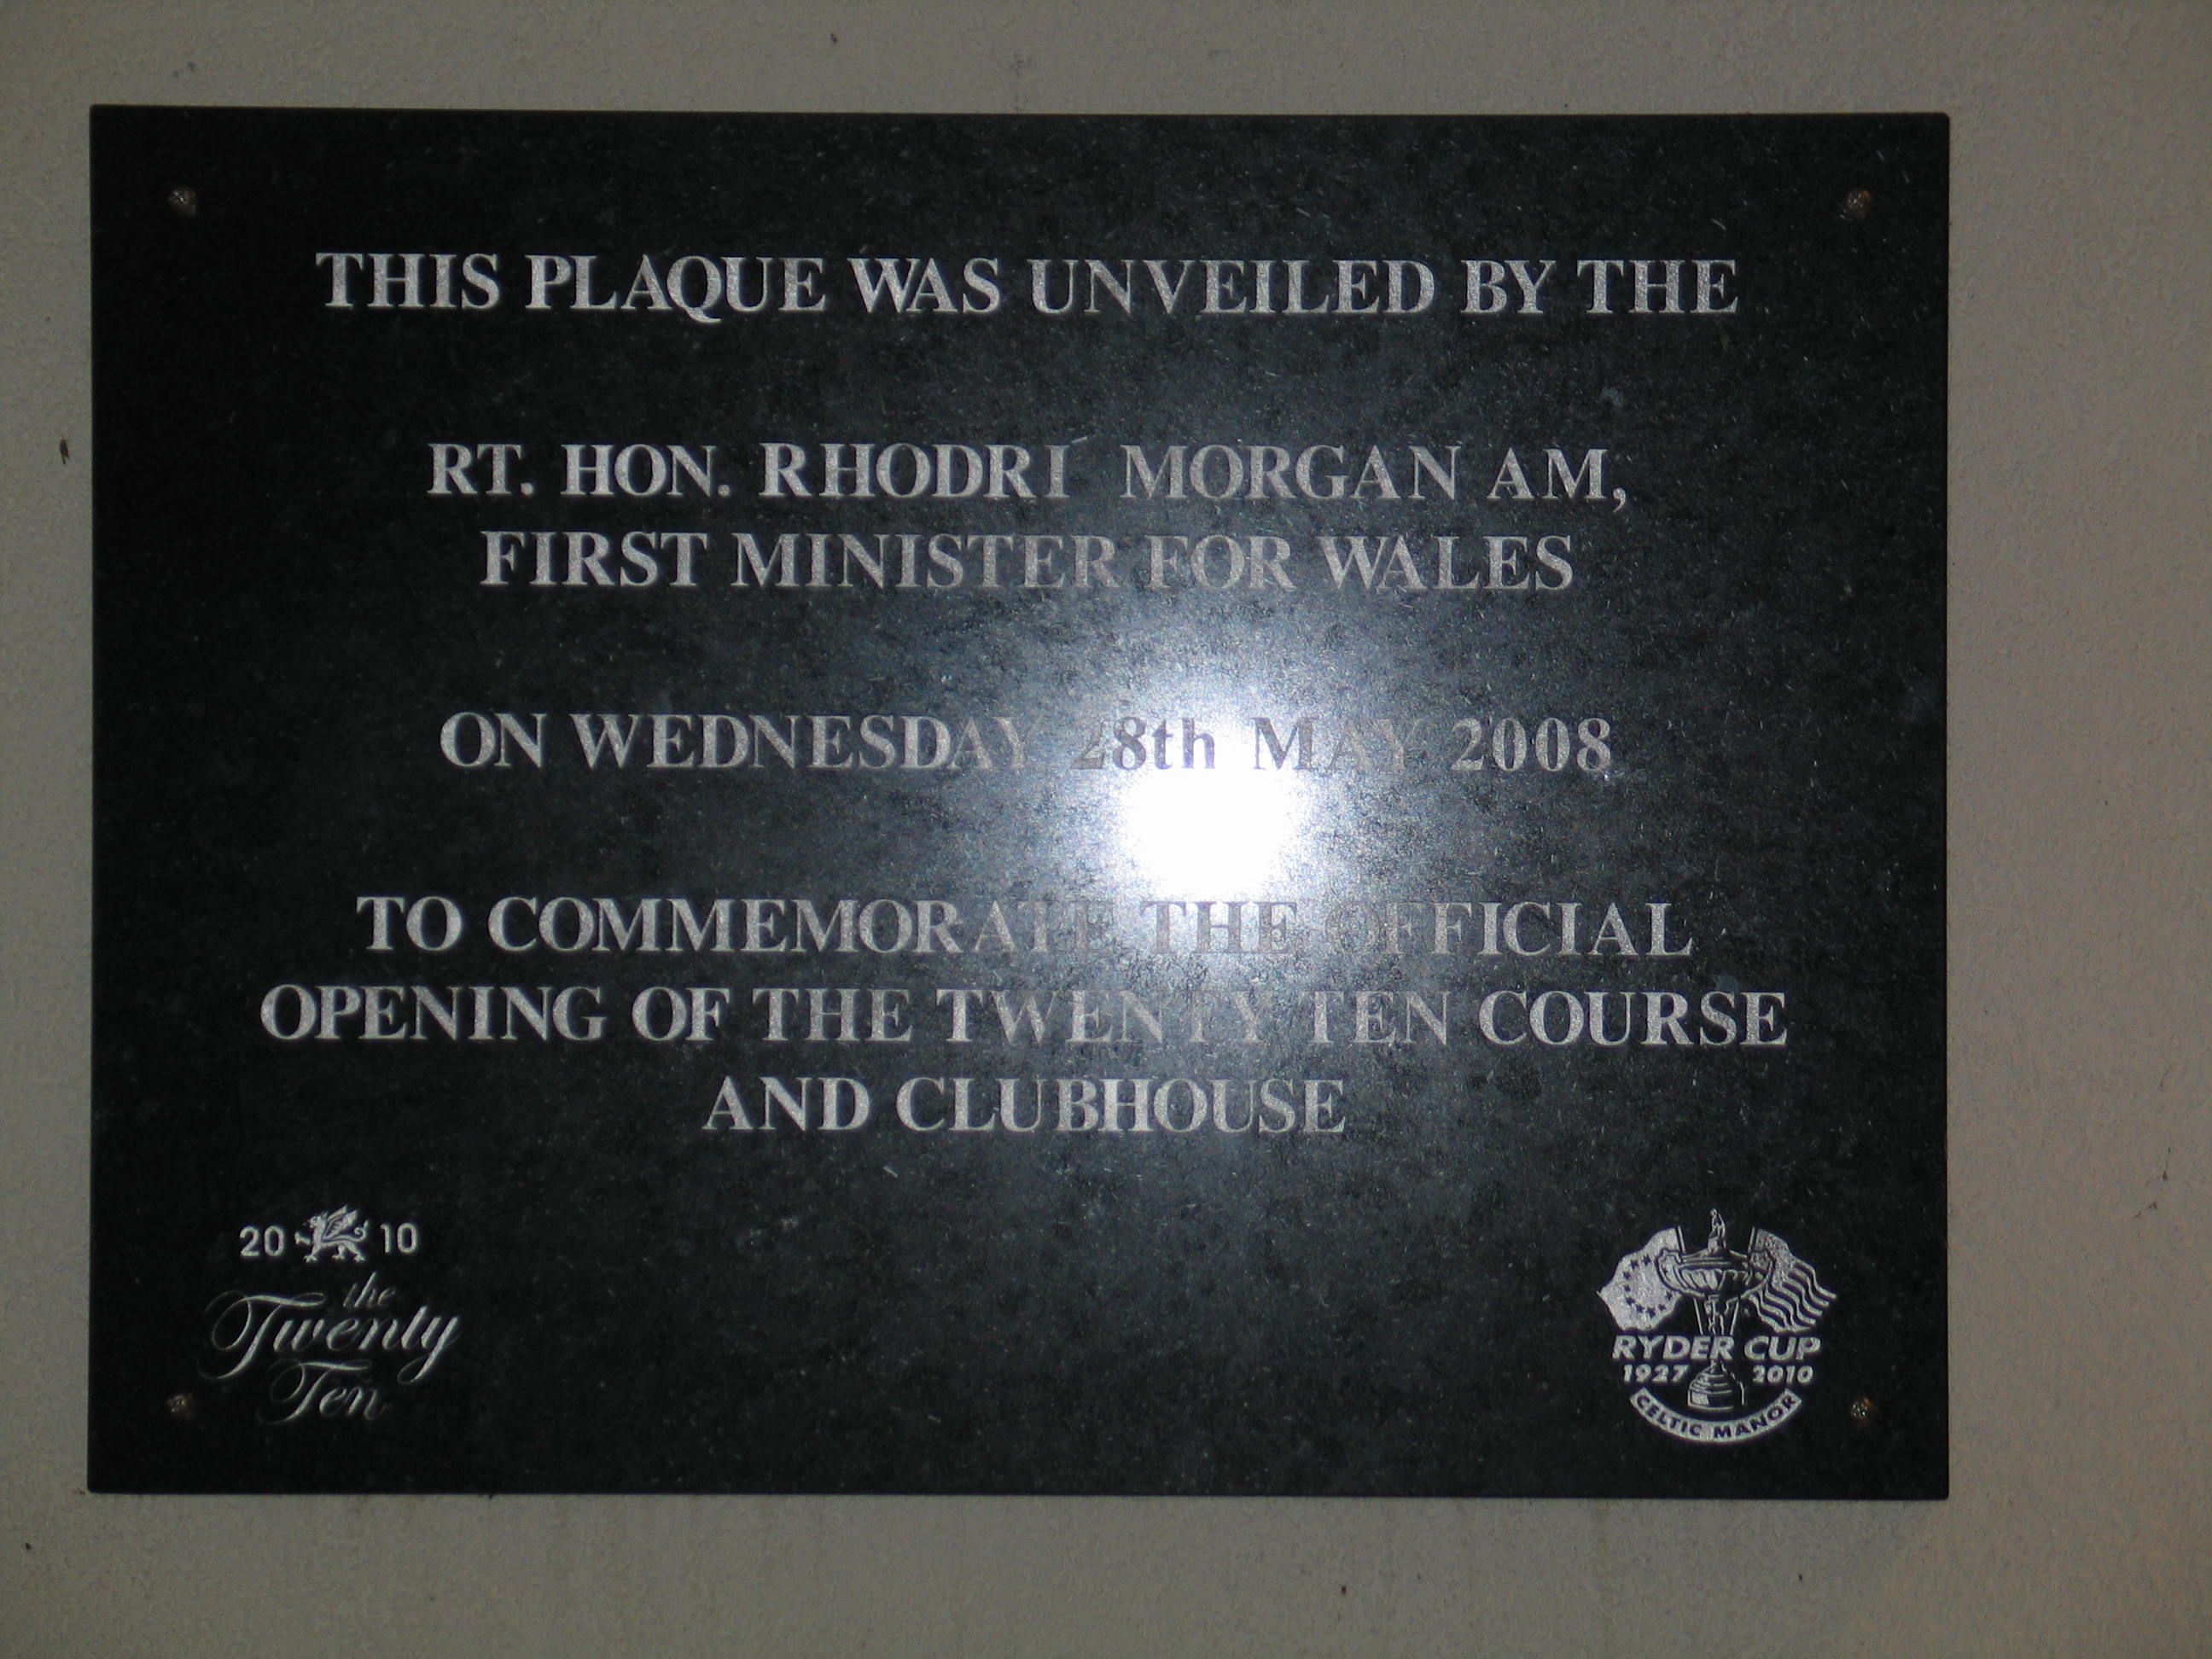 THIS PLAQUE WAS UNVEILED BY THE
RT. HON. RHODRI MORGAN AM,
FIRST MINISTER FOR WALES
ON WEDNESDAY 28th MAY 2008
TO COMMEMORATE THE OFFICIAL
OPENING OF THE TWENTY TEN COURSE
AND CLUBHOUSE
20 10
the
Twenty
Ten
RYDER CUP
1927 2010
CELTIC MANOR